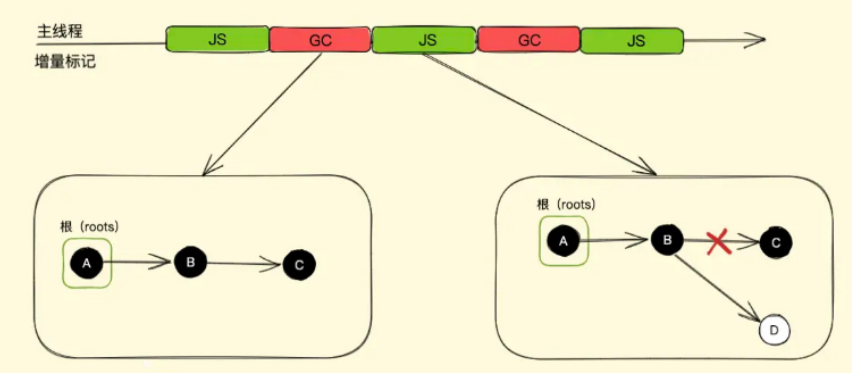 主线程
JS GC JS GC JS
增量标记
根（roots）
A B C
根（roots）
A B C
D